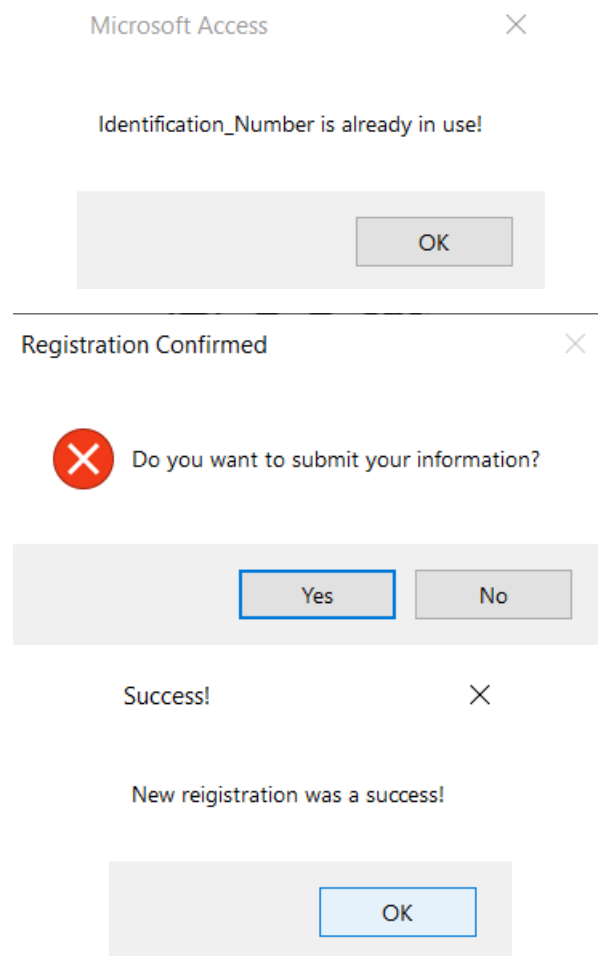 Microsoft Access
Identification_Number is already in use!
OK
Registration Confirmed
Do you want to submit your information?
Yes No
Success!
New reigistration was a success!
OK